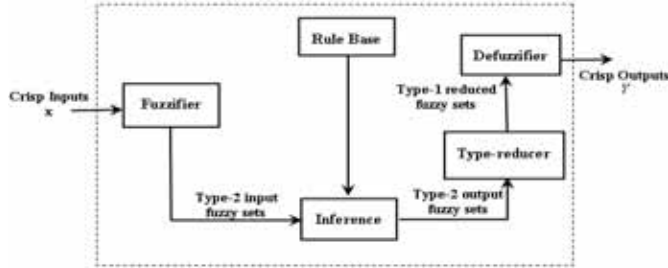 Rule Base
Defuzzifier
Crisp Inputs
x
Fuzzifier
Type-1 reduced
fuzzy sets
Crisp Outputs
Type-reducer
Type-2 input
fuzzy sets
Inference
Type-2 output
fuzzy sets